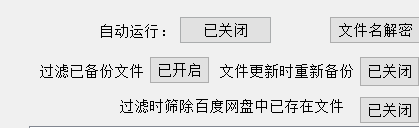 自动运行： 已关闭 文件名解密
过滤已备份文件 已开启 文件更新时重新备份 已关闭
过滤时筛除百度网盘中已存在文件 已关闭